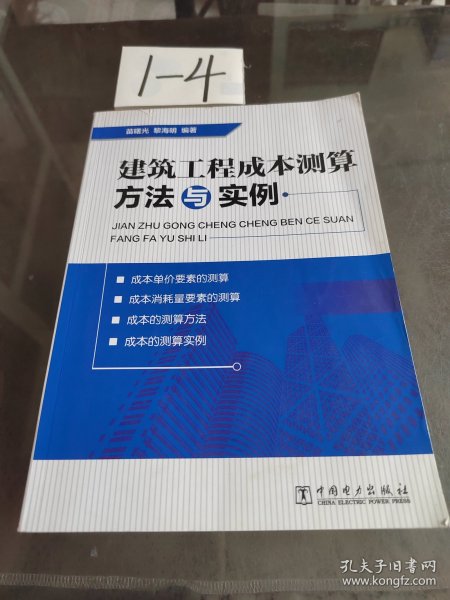 1-4
苗曙光 黎海明 编著
建筑工程成本测算
方法与实例
JIAN ZHU GONG CHENG CHENG BEN CE SUAN
FANG FA YU SHI LI
成本单价要素的测算
成本消耗量要素的测算
成本的测算方法
成本的测算实例
中国电力出版社
CHINA ELECTRIC POWER PRESS
孔夫子旧书网
www.kongfz.com